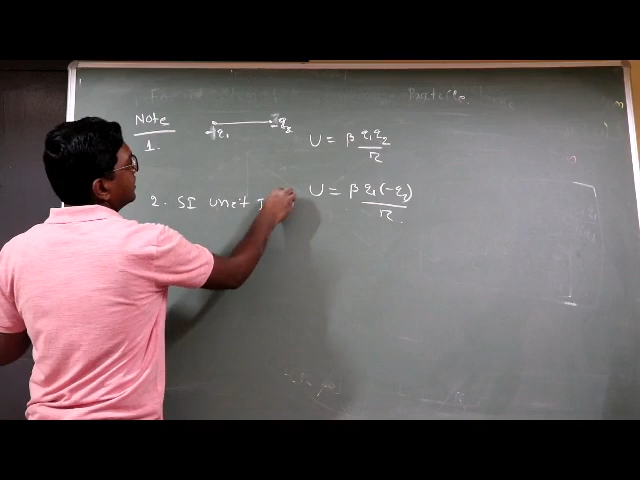 Note
1.
+q₁ -q₂
U = β q₁q₂ / r
2. SI unit J
U = β q₁(-q₂) / r.